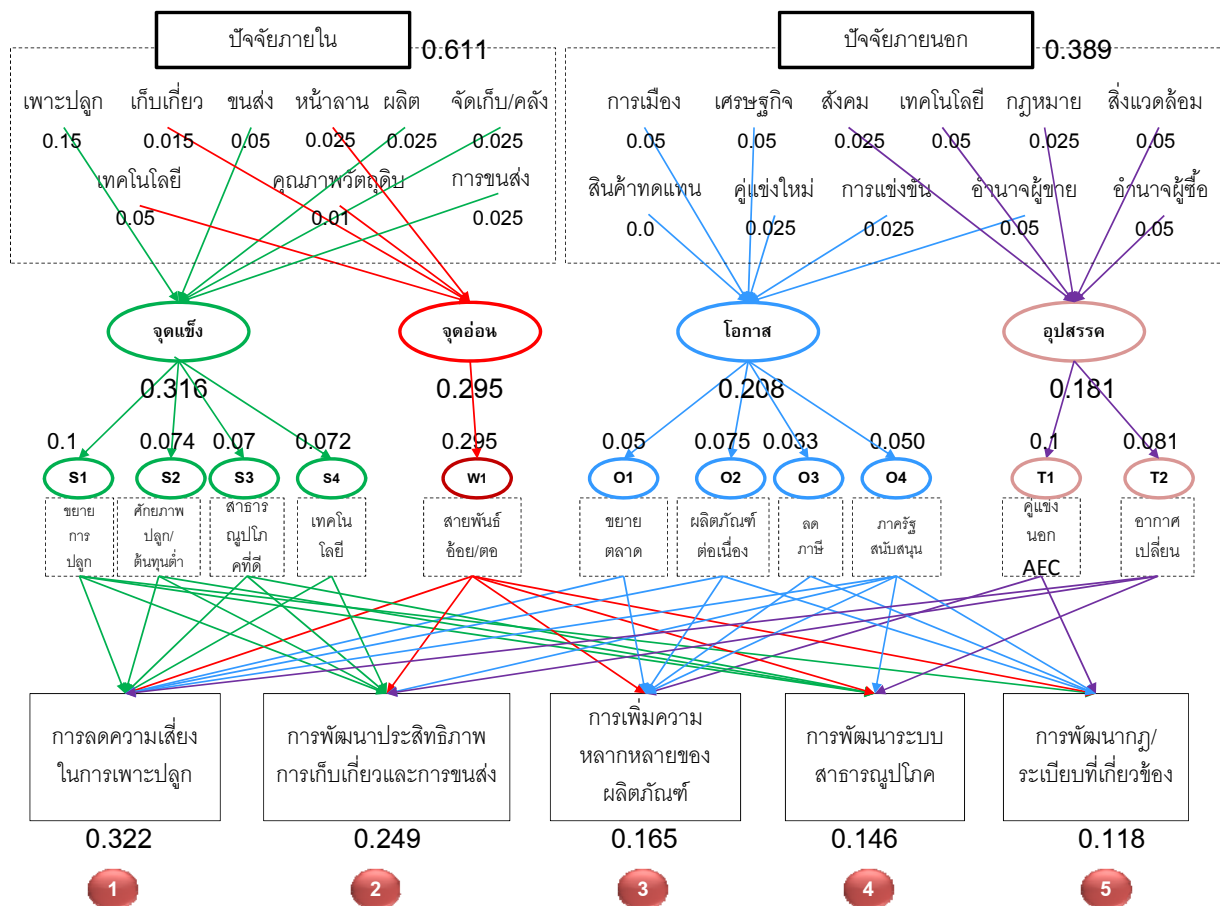 ปัจจัยภายใน 0.611
ปัจจัยภายนอก 0.389
เพาะปลูก เก็บเกี่ยว ขนส่ง หน้าลาน ผลิต จัดเก็บ/คลัง
0.15 0.015 0.05 0.025 0.025 0.025
เทคโนโลยี คุณภาพวัตถุดิบ การขนส่ง
0.05 0.01 0.025
การเมือง เศรษฐกิจ สังคม เทคโนโลยี กฎหมาย สิ่งแวดล้อม
0.05 0.05 0.025 0.05 0.025 0.05
สินค้าทดแทน คู่แข่งใหม่ การแข่งขัน อำนาจผู้ขาย อำนาจผู้ซื้อ
0.0 0.025 0.025 0.05 0.05
จุดแข็ง จุดอ่อน โอกาส อุปสรรค
0.316 0.295 0.208 0.181
0.1 0.074 0.07 0.072 0.295 0.05 0.075 0.033 0.050 0.1 0.081
S1 S2 S3 S4 W1 O1 O2 O3 O4 T1 T2
ขยาย
การ
ปลูก
ศักยภาพ
ปลูก/
ต้นทุนต่ำ
สาธาร
ณูปโภ
คที่ดี
เทคโน
โลยี
สายพันธ์
อ้อย/ตอ
ขยาย
ตลาด
ผลิตภัณฑ์
ต่อเนื่อง
ลด
ภาษี
ภาครัฐ
สนับสนุน
คู่แข่ง
นอก
AEC
อากาศ
เปลี่ยน
การลดความเสี่ยง
ในการเพาะปลูก
0.322
1
การพัฒนาประสิทธิภาพ
การเก็บเกี่ยวและการขนส่ง
0.249
2
การเพิ่มความ
หลากหลายของ
ผลิตภัณฑ์
0.165
3
การพัฒนาระบบ
สาธารณูปโภค
0.146
4
การพัฒนากฎ/
ระเบียบที่เกี่ยวข้อง
0.118
5